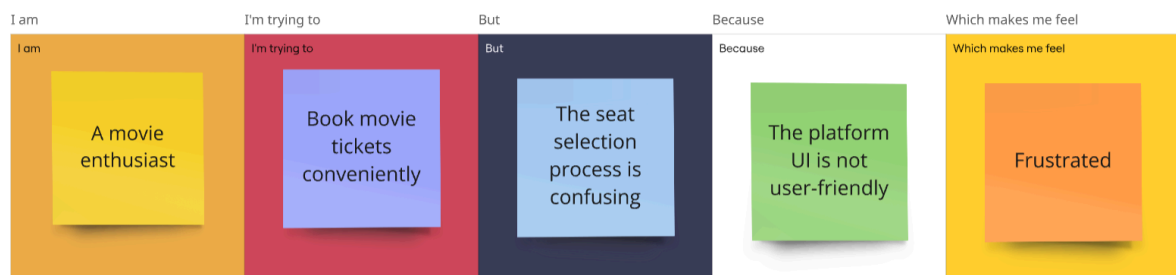 I am
I'm trying to
But
Because
Which makes me feel
I am
I'm trying to
But
Because
Which makes me feel
A movie
enthusiast
Book movie
tickets
conveniently
The seat
selection
process is
confusing
The platform
UI is not
user-friendly
Frustrated